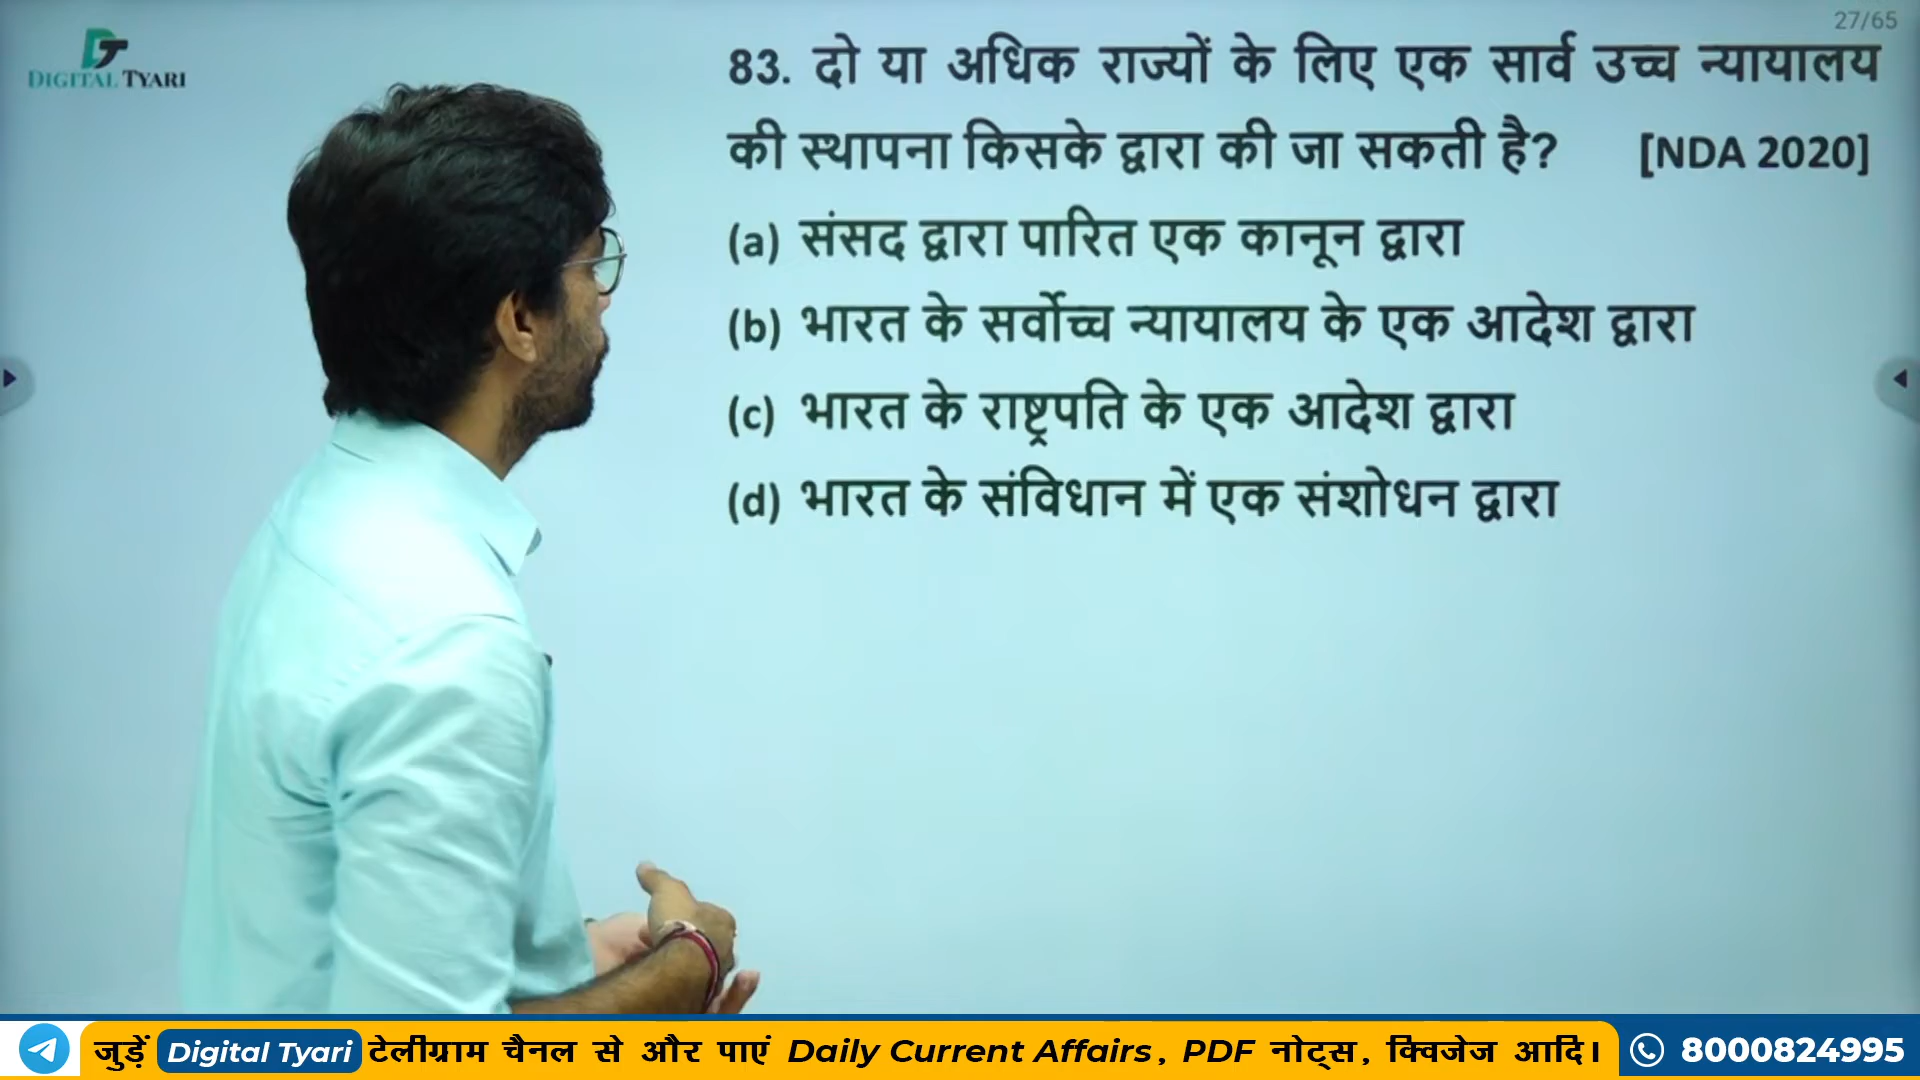 27/65
DT
DIGITAL TYARI
83. दो या अधिक राज्यों के लिए एक सार्व उच्च न्यायालय
की स्थापना किसके द्वारा की जा सकती है? [NDA 2020]
(a) संसद द्वारा पारित एक कानून द्वारा
(b) भारत के सर्वोच्च न्यायालय के एक आदेश द्वारा
(c) भारत के राष्ट्रपति के एक आदेश द्वारा
(d) भारत के संविधान में एक संशोधन द्वारा
जुड़ें Digital Tyari टेलीग्राम चैनल से और पाएं Daily Current Affairs, PDF नोट्स, क्विजेज आदि। 8000824995